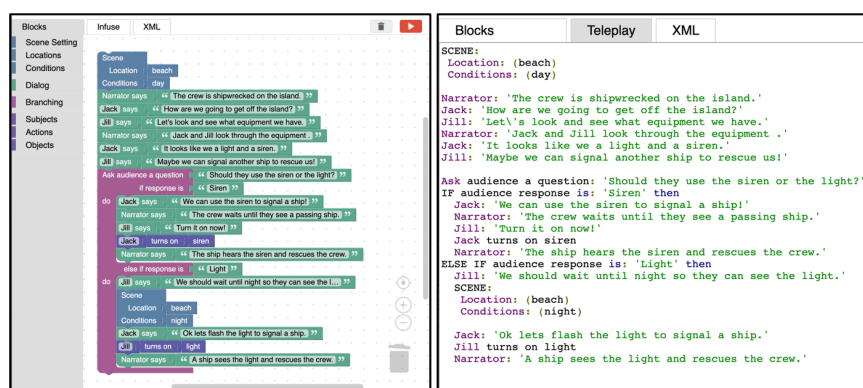 Blocks
Scene Setting
Locations
Conditions
Dialog
Branching
Subjects
Actions
Objects
Infuse XML
Scene
Location beach
Conditions day
Narrator says “ The crew is shipwrecked on the island. ”
Jack says “ How are we going to get off the island? ”
Jill says “ Let's look and see what equipment we have. ”
Narrator says “ Jack and Jill look through the equipment . ”
Jack says “ It looks like we a light and a siren. ”
Jill says “ Maybe we can signal another ship to rescue us! ”
Ask audience a question “ Should they use the siren or the light? ”
if response is “ Siren ”
do Jack says “ We can use the siren to signal a ship! ”
Narrator says “ The crew waits until they see a passing ship. ”
Jill says “ Turn it on now! ”
Jack turns on siren
Narrator says “ The ship hears the siren and rescues the crew. ”
else if response is “ Light ”
do Jill says “ We should wait until night so they can see the l... ”
Scene
Location beach
Conditions night
Jack says “ Ok lets flash the light to signal a ship. ”
Jill turns on light
Narrator says “ A ship sees the light and rescues the crew. ”
Blocks Teleplay XML
SCENE:
Location: (beach)
Conditions: (day)
Narrator: 'The crew is shipwrecked on the island.'
Jack: 'How are we going to get off the island?'
Jill: 'Let\'s look and see what equipment we have.'
Narrator: 'Jack and Jill look through the equipment .'
Jack: 'It looks like we a light and a siren.'
Jill: 'Maybe we can signal another ship to rescue us!'
Ask audience a question: 'Should they use the siren or the light?'
IF audience response is: 'Siren' then
Jack: 'We can use the siren to signal a ship!'
Narrator: 'The crew waits until they see a passing ship.'
Jill: 'Turn it on now!'
Jack turns on siren
Narrator: 'The ship hears the siren and rescues the crew.'
ELSE IF audience response is: 'Light' then
Jill: 'We should wait until night so they can see the light.'
SCENE:
Location: (beach)
Conditions: (night)
Jack: 'Ok lets flash the light to signal a ship.'
Jill turns on light
Narrator: 'A ship sees the light and rescues the crew.'